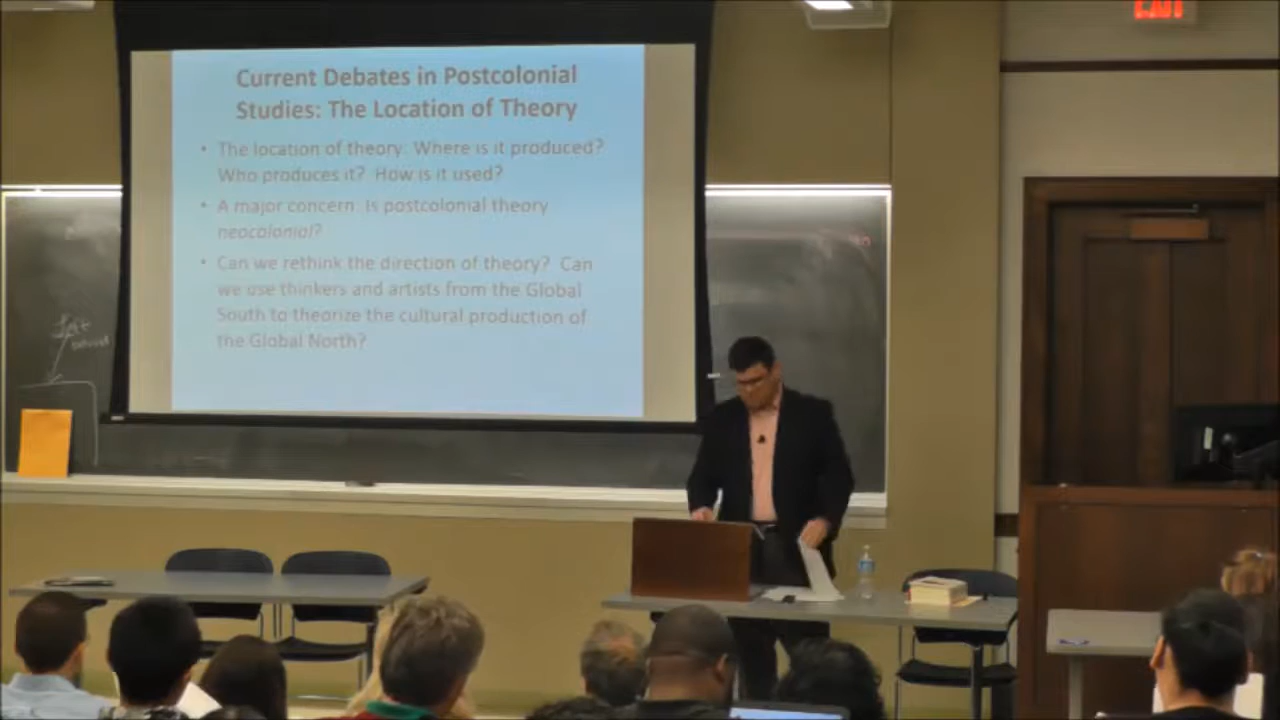 EXIT
Current Debates in Postcolonial
Studies: The Location of Theory
• The location of theory: Where is it produced?
Who produces it? How is it used?
• A major concern: Is postcolonial theory
neocolonial?
• Can we rethink the direction of theory? Can
we use thinkers and artists from the Global
South to theorize the cultural production of
the Global North?